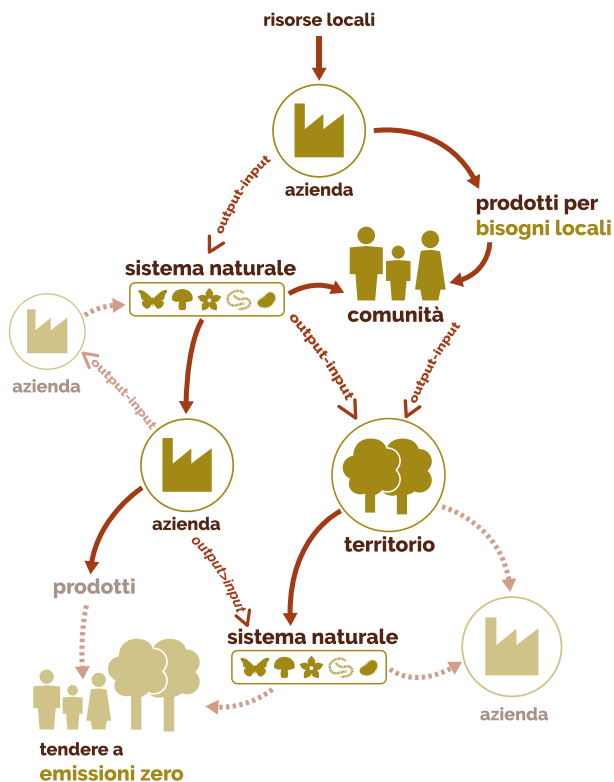 risorse locali
azienda
output-input
prodotti per
bisogni locali
sistema naturale
comunità
output-input
output-input
azienda
output-input
azienda
territorio
output>input
prodotti
sistema naturale
azienda
tendere a
emissioni zero